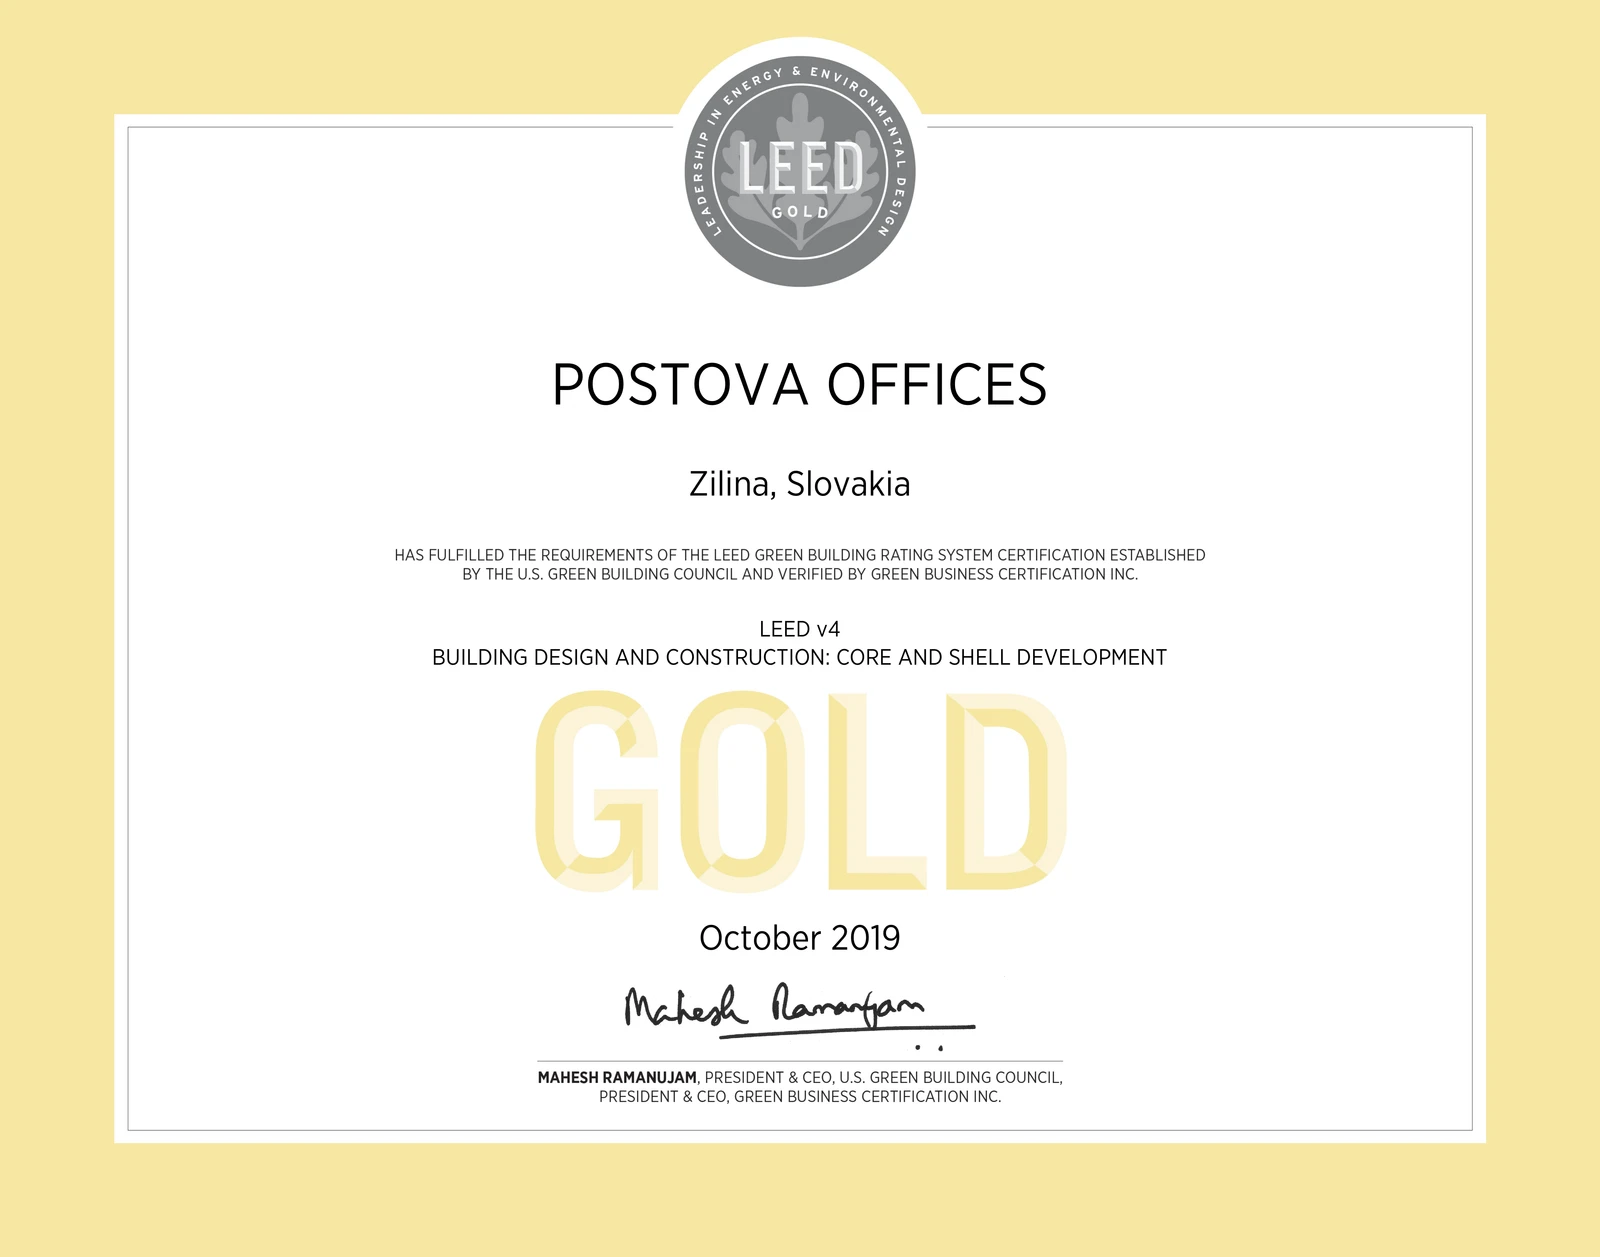 LEADERSHIP IN ENERGY & ENVIRONMENTAL DESIGN
LEED
GOLD
POSTOVA OFFICES
Zilina, Slovakia
HAS FULFILLED THE REQUIREMENTS OF THE LEED GREEN BUILDING RATING SYSTEM CERTIFICATION ESTABLISHED
BY THE U.S. GREEN BUILDING COUNCIL AND VERIFIED BY GREEN BUSINESS CERTIFICATION INC.
LEED v4
BUILDING DESIGN AND CONSTRUCTION: CORE AND SHELL DEVELOPMENT
GOLD
October 2019
Mahesh Ramanujam
MAHESH RAMANUJAM, PRESIDENT & CEO, U.S. GREEN BUILDING COUNCIL,
PRESIDENT & CEO, GREEN BUSINESS CERTIFICATION INC.